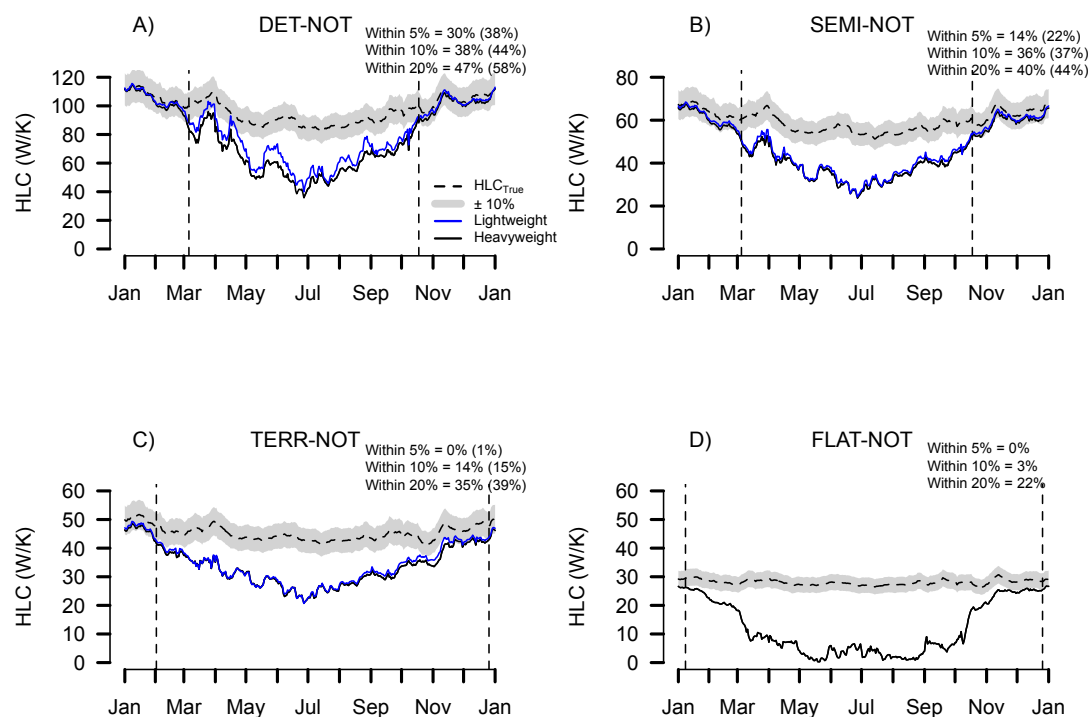 A)
DET-NOT
Within 5% = 30% (38%)
Within 10% = 38% (44%)
Within 20% = 47% (58%)
120
100
80
60
40
20
0
HLC (W/K)
HLCTrue
± 10%
Lightweight
Heavyweight
Jan Mar May Jul Sep Nov Jan
B)
SEMI-NOT
Within 5% = 14% (22%)
Within 10% = 36% (37%)
Within 20% = 40% (44%)
80
60
40
20
0
HLC (W/K)
Jan Mar May Jul Sep Nov Jan
C)
TERR-NOT
Within 5% = 0% (1%)
Within 10% = 14% (15%)
Within 20% = 35% (39%)
60
50
40
30
20
10
0
HLC (W/K)
Jan Mar May Jul Sep Nov Jan
D)
FLAT-NOT
Within 5% = 0%
Within 10% = 3%
Within 20% = 22%
60
50
40
30
20
10
0
HLC (W/K)
Jan Mar May Jul Sep Nov Jan